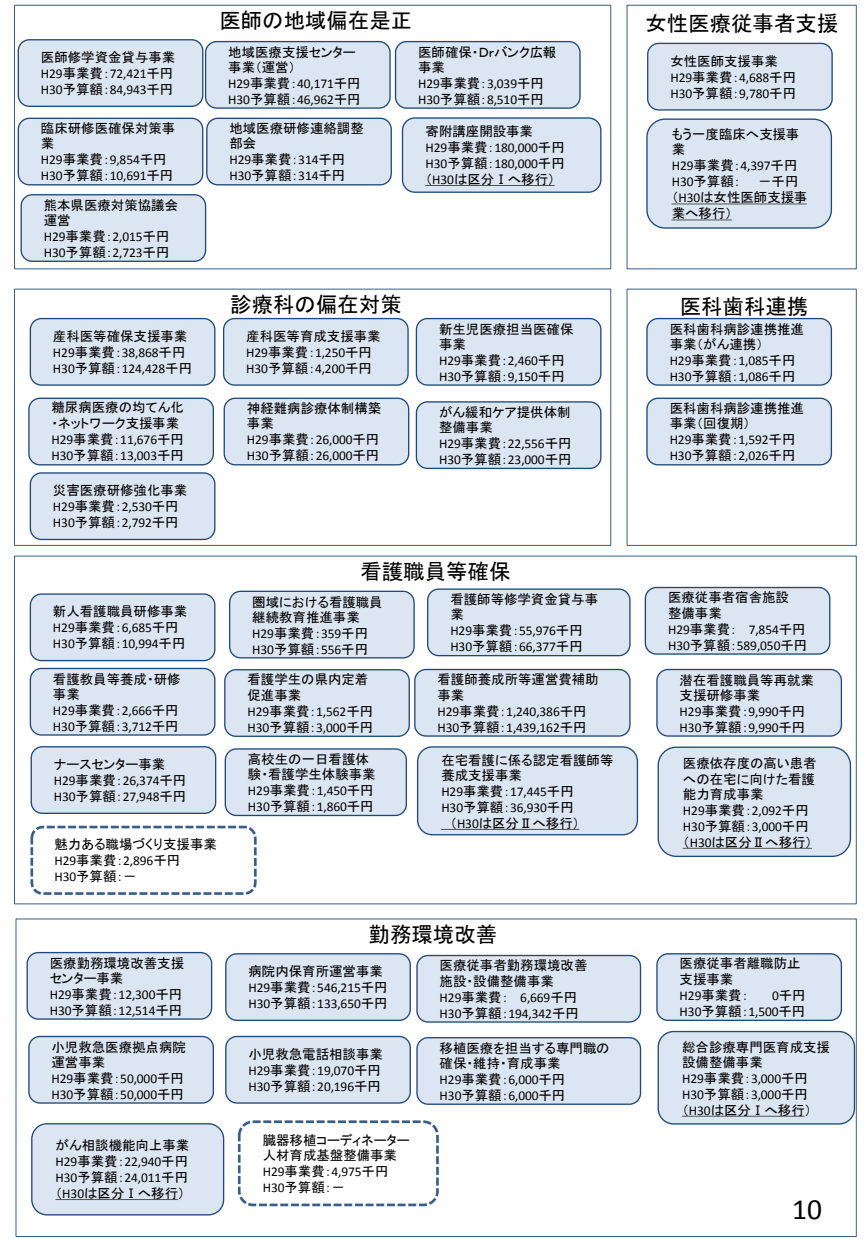 医師の地域偏在是正
医師修学資金貸与事業
H29事業費:72,421千円
H30予算額:84,943千円
地域医療支援センター
事業(運営)
H29事業費:40,171千円
H30予算額:46,962千円
医師確保・Drバンク広報
事業
H29事業費:3,039千円
H30予算額:8,510千円
臨床研修医確保対策事
業
H29事業費:9,854千円
H30予算額:10,691千円
地域医療研修連絡調整
部会
H29事業費:314千円
H30予算額:314千円
寄附講座開設事業
H29事業費:180,000千円
H30予算額:180,000千円
(H30は区分Ⅰへ移行)
熊本県医療対策協議会
運営
H29事業費:2,015千円
H30予算額:2,723千円
女性医療従事者支援
女性医師支援事業
H29事業費:4,688千円
H30予算額:9,780千円
もう一度臨床へ支援事
業
H29事業費:4,397千円
H30予算額: ー千円
(H30は女性医師支援事
業へ移行)
診療科の偏在対策
産科医等確保支援事業
H29事業費:38,868千円
H30予算額:124,428千円
産科医等育成支援事業
H29事業費:1,250千円
H30予算額:4,200千円
新生児医療担当医確保
事業
H29事業費:2,460千円
H30予算額:9,150千円
糖尿病医療の均てん化
・ネットワーク支援事業
H29事業費:11,676千円
H30予算額:13,003千円
神経難病診療体制構築
事業
H29事業費:26,000千円
H30予算額:26,000千円
がん緩和ケア提供体制
整備事業
H29事業費:22,556千円
H30予算額:23,000千円
災害医療研修強化事業
H29事業費:2,530千円
H30予算額:2,792千円
医科歯科連携
医科歯科病診連携推進
事業(がん連携)
H29事業費:1,085千円
H30予算額:1,086千円
医科歯科病診連携推進
事業(回復期)
H29事業費:1,592千円
H30予算額:2,026千円
看護職員等確保
新人看護職員研修事業
H29事業費:6,685千円
H30予算額:10,994千円
圏域における看護職員
継続教育推進事業
H29事業費:359千円
H30予算額:556千円
看護師等修学資金貸与事
業
H29事業費:55,976千円
H30予算額:66,377千円
医療従事者宿舎施設
整備事業
H29事業費: 7,854千円
H30予算額:589,050千円
看護教員等養成・研修
事業
H29事業費:2,666千円
H30予算額:3,712千円
看護学生の県内定着
促進事業
H29事業費:1,562千円
H30予算額:3,000千円
看護師養成所等運営費補助
事業
H29事業費:1,240,386千円
H30予算額:1,439,162千円
潜在看護職員等再就業
支援研修事業
H29事業費:9,990千円
H30予算額:9,990千円
ナースセンター事業
H29事業費:26,374千円
H30予算額:27,948千円
高校生の一日看護体
験・看護学生体験事業
H29事業費:1,450千円
H30予算額:1,860千円
在宅看護に係る認定看護師等
養成支援事業
H29事業費:17,445千円
H30予算額:36,930千円
(H30は区分Ⅱへ移行)
医療依存度の高い患者
への在宅に向けた看護
能力育成事業
H29事業費:2,092千円
H30予算額:3,000千円
(H30は区分Ⅱへ移行)
魅力ある職場づくり支援事業
H29事業費:2,896千円
H30予算額:ー
勤務環境改善
医療勤務環境改善支援
センター事業
H29事業費:12,300千円
H30予算額:12,514千円
病院内保育所運営事業
H29事業費:546,215千円
H30予算額:133,650千円
医療従事者勤務環境改善
施設・設備整備事業
H29事業費: 6,669千円
H30予算額:194,342千円
医療従事者離職防止
支援事業
H29事業費: 0千円
H30予算額:1,500千円
小児救急医療拠点病院
運営事業
H29事業費:50,000千円
H30予算額:50,000千円
小児救急電話相談事業
H29事業費:19,070千円
H30予算額:20,196千円
移植医療を担当する専門職の
確保・維持・育成事業
H29事業費:6,000千円
H30予算額:6,000千円
総合診療専門医育成支援
設備整備事業
H29事業費:3,000千円
H30予算額:3,000千円
(H30は区分Ⅰへ移行)
がん相談機能向上事業
H29事業費:22,940千円
H30予算額:24,011千円
(H30は区分Ⅰへ移行)
臓器移植コーディネーター
人材育成基盤整備事業
H29事業費:4,975千円
H30予算額:ー
10